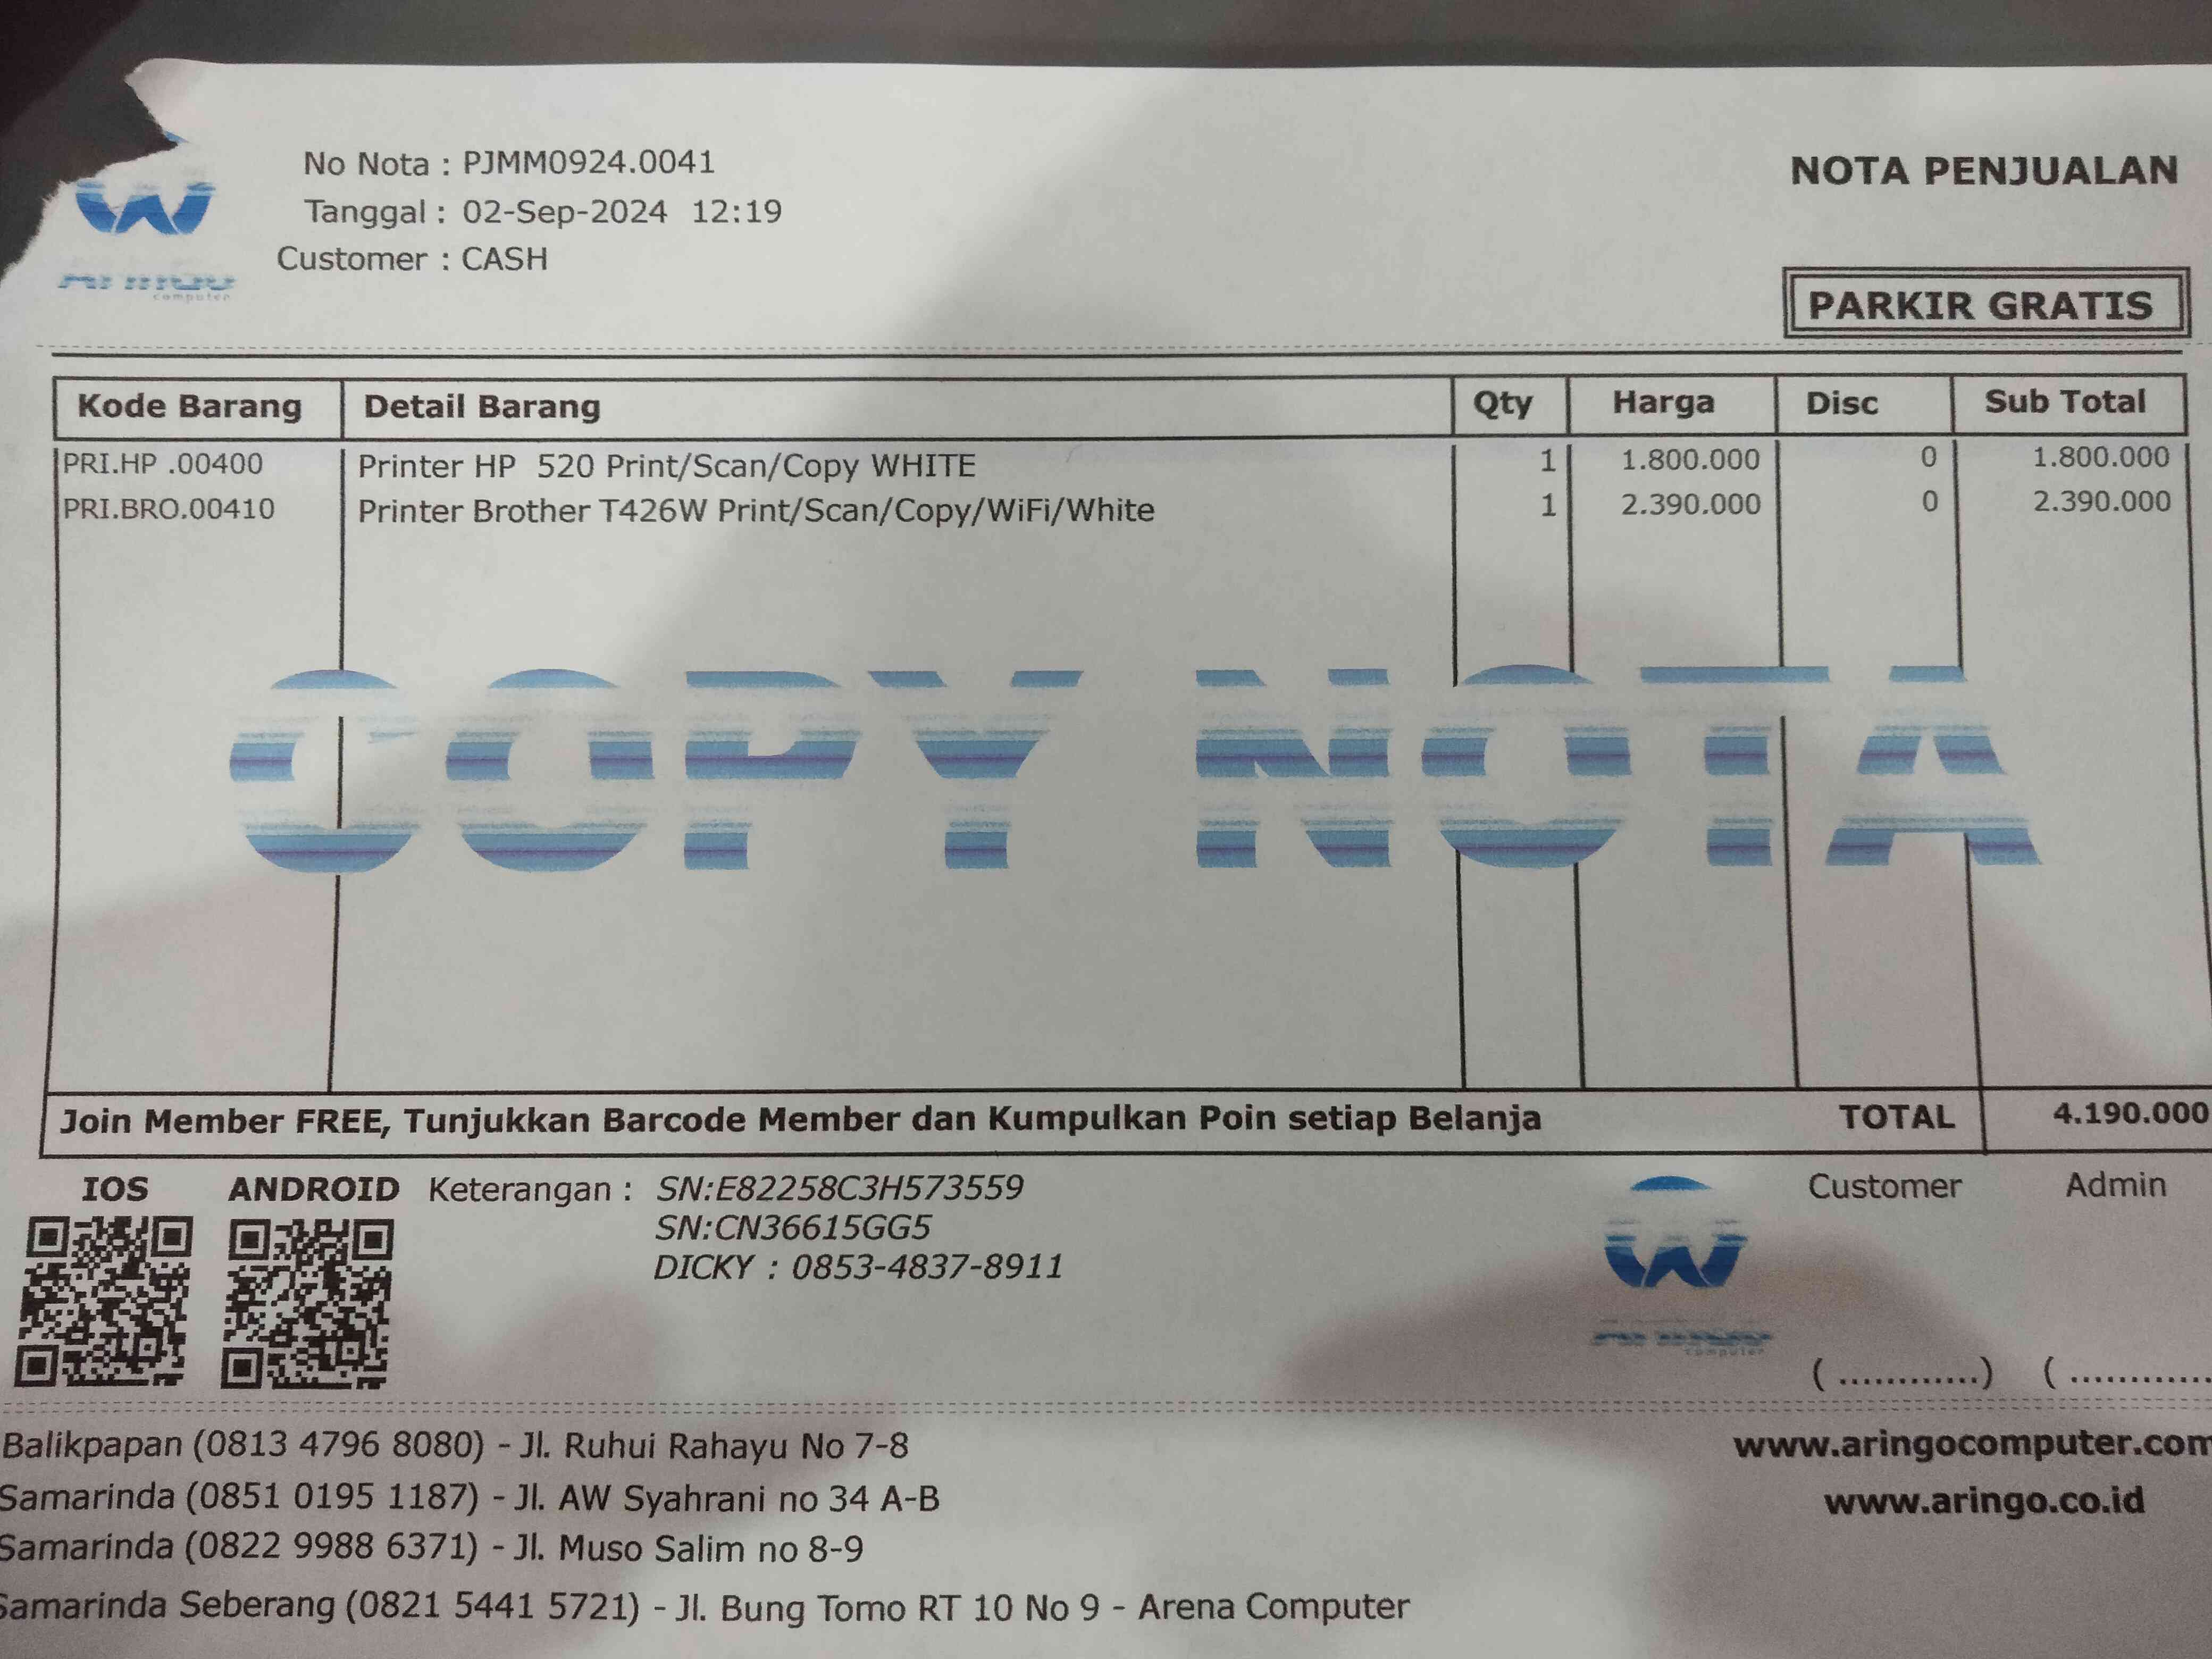 No Nota : PJMM0924.0041
Tanggal : 02-Sep-2024 12:19
Customer : CASH
Aringo
computer
NOTA PENJUALAN
PARKIR GRATIS
Kode Barang Detail Barang Qty Harga Disc Sub Total
PRI.HP .00400 Printer HP 520 Print/Scan/Copy WHITE 1 1.800.000 0 1.800.000
PRI.BRO.00410 Printer Brother T426W Print/Scan/Copy/WiFi/White 1 2.390.000 0 2.390.000
COPY NOTA
Join Member FREE, Tunjukkan Barcode Member dan Kumpulkan Poin setiap Belanja TOTAL 4.190.000
IOS ANDROID Keterangan : SN:E82258C3H573559
SN:CN36615GG5
DICKY : 0853-4837-8911
Customer Admin
Aringo
computer
(............) (............
Balikpapan (0813 4796 8080) - Jl. Ruhui Rahayu No 7-8
Samarinda (0851 0195 1187) - Jl. AW Syahrani no 34 A-B
Samarinda (0822 9988 6371) - Jl. Muso Salim no 8-9
Samarinda Seberang (0821 5441 5721) - Jl. Bung Tomo RT 10 No 9 - Arena Computer
www.aringocomputer.com
www.aringo.co.id